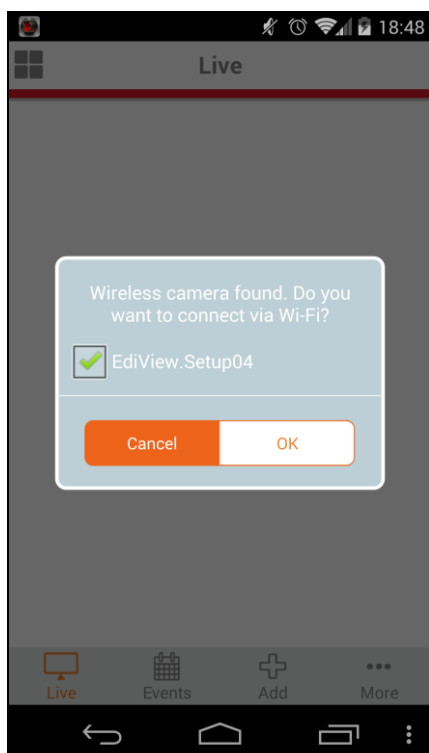 18:48
Live
Wireless camera found. Do you
want to connect via Wi-Fi?
EdiView.Setup04
Cancel OK
Live Events Add More